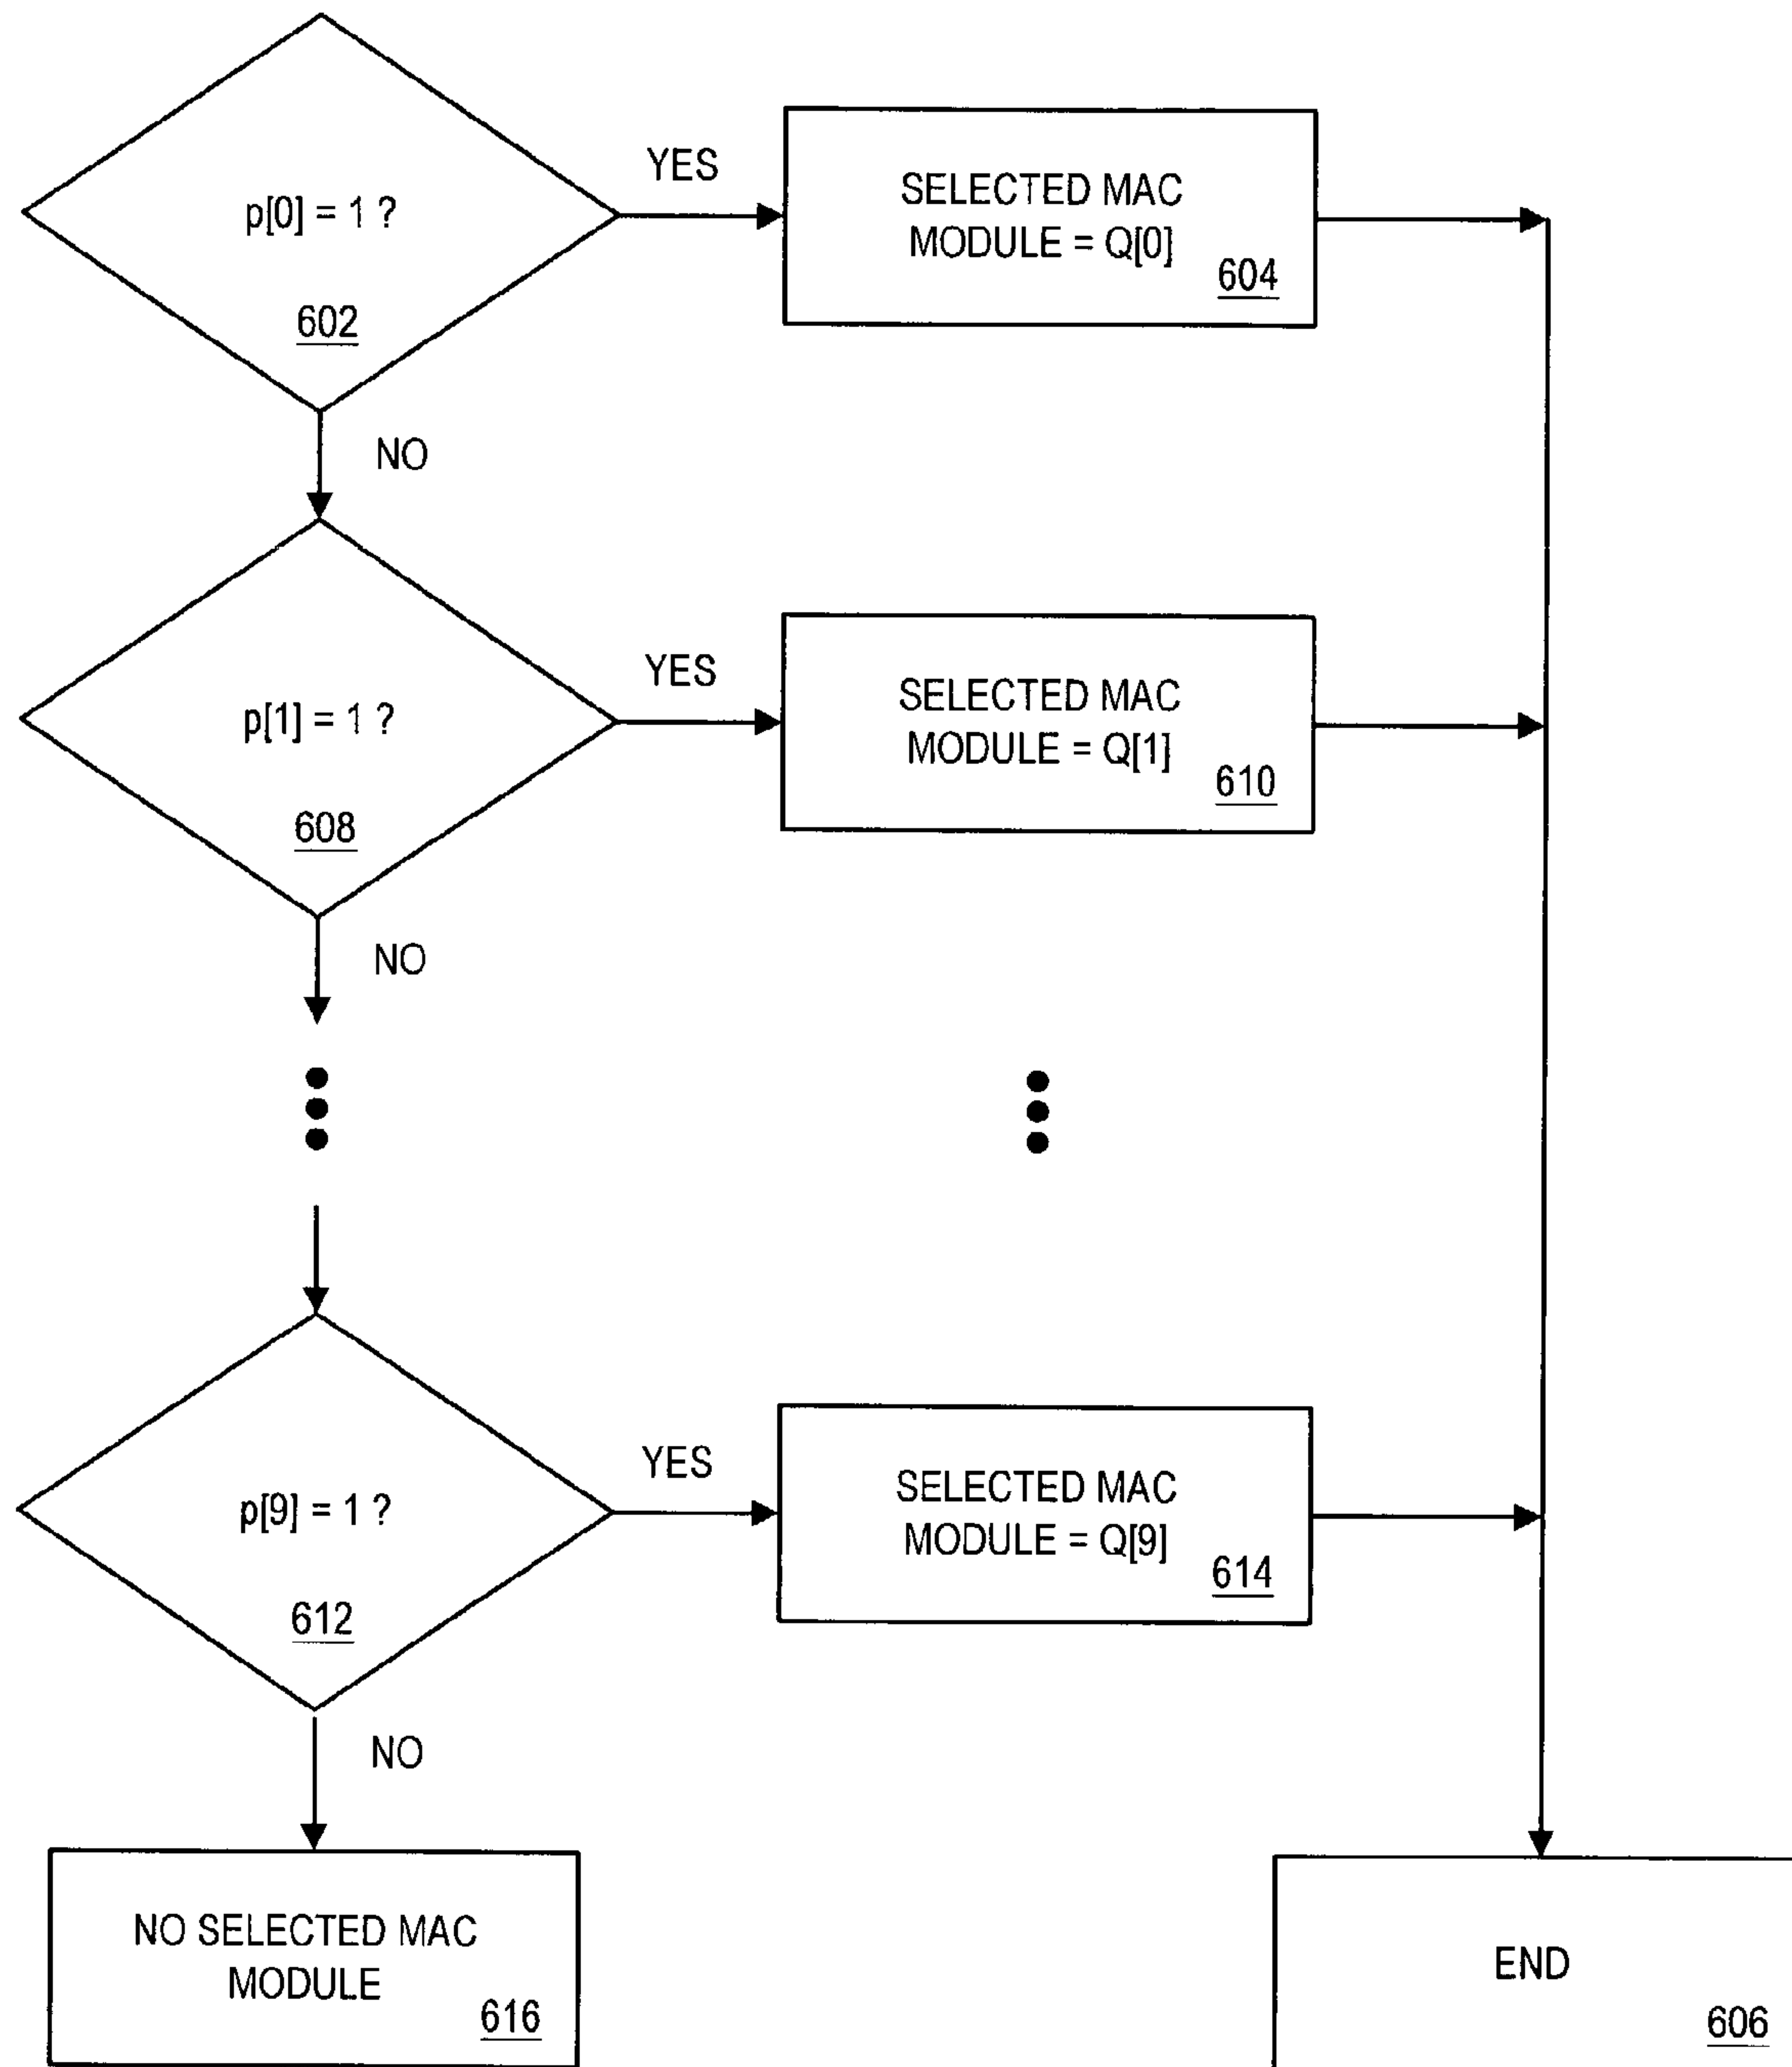 p[0] = 1 ?
602
YES
SELECTED MAC
MODULE = Q[0]
604
NO
p[1] = 1 ?
608
YES
SELECTED MAC
MODULE = Q[1]
610
NO
p[9] = 1 ?
612
YES
SELECTED MAC
MODULE = Q[9]
614
NO
NO SELECTED MAC
MODULE
616
END
606